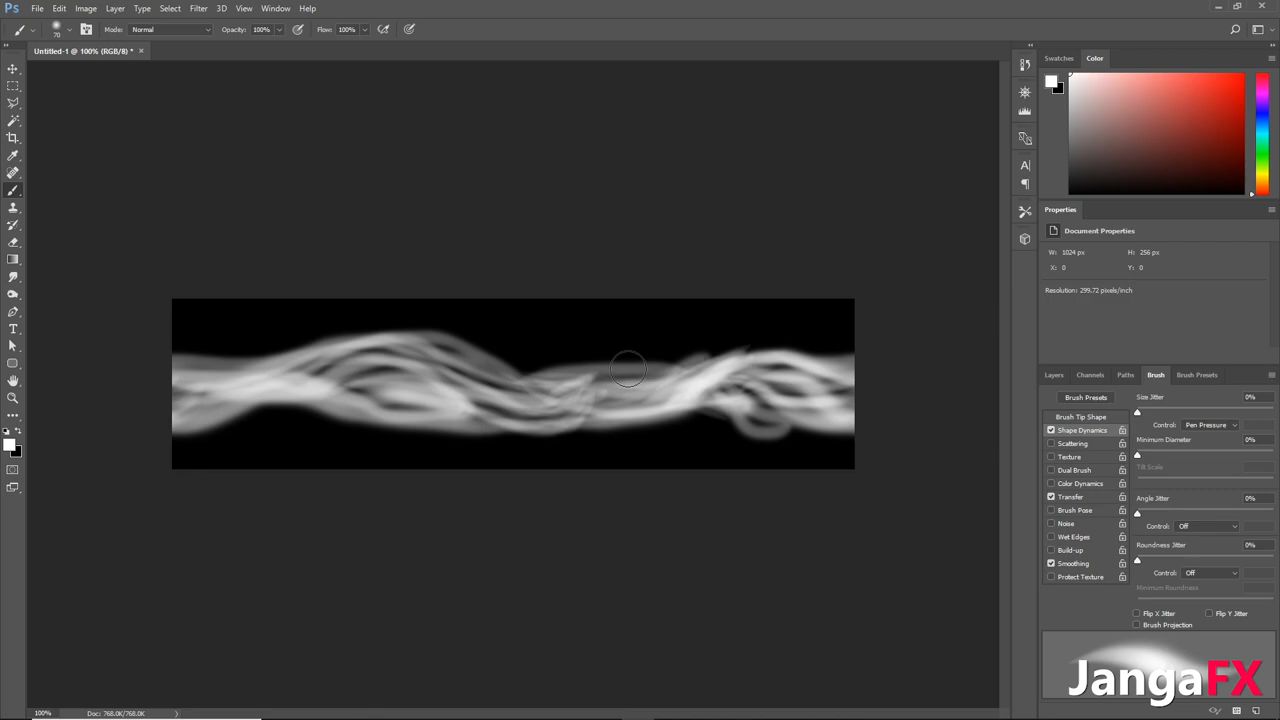 Ps File Edit Image Layer Type Select Filter 3D View Window Help
70 Mode: Normal Opacity: 100% Flow: 100%
Untitled-1 @ 100% (RGB/8) * ×
Swatches Color
Properties
Document Properties
W: 1024 px H: 256 px
X: 0 Y: 0
Resolution: 299.72 pixels/inch
Layers Channels Paths Brush Brush Presets
Brush Presets Size Jitter 0%
Brush Tip Shape
Shape Dynamics Control: Pen Pressure
Scattering Minimum Diameter 0%
Texture
Dual Brush Tilt Scale
Color Dynamics
Transfer Angle Jitter 0%
Brush Pose
Noise Control: Off
Wet Edges
Build-up Roundness Jitter 0%
Smoothing
Protect Texture Control: Off
Minimum Roundness
Flip X Jitter Flip Y Jitter
Brush Projection
JangaFX
100% Doc: 768.0K/768.0K